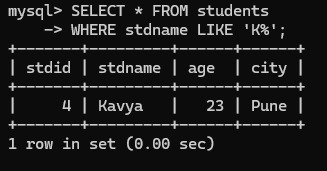 mysql> SELECT * FROM students
    -> WHERE stdname LIKE 'K%';
+-------+---------+------+------+
| stdid | stdname | age  | city |
+-------+---------+------+------+
|     4 | Kavya   |   23 | Pune |
+-------+---------+------+------+
1 row in set (0.00 sec)